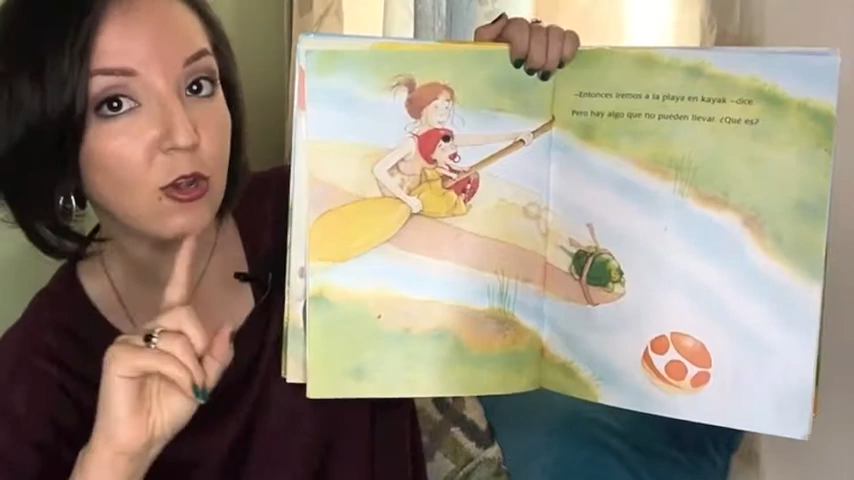 —Entonces iremos a la playa en kayak —dice
Pero hay algo que no pueden llevar. ¿Qué es?